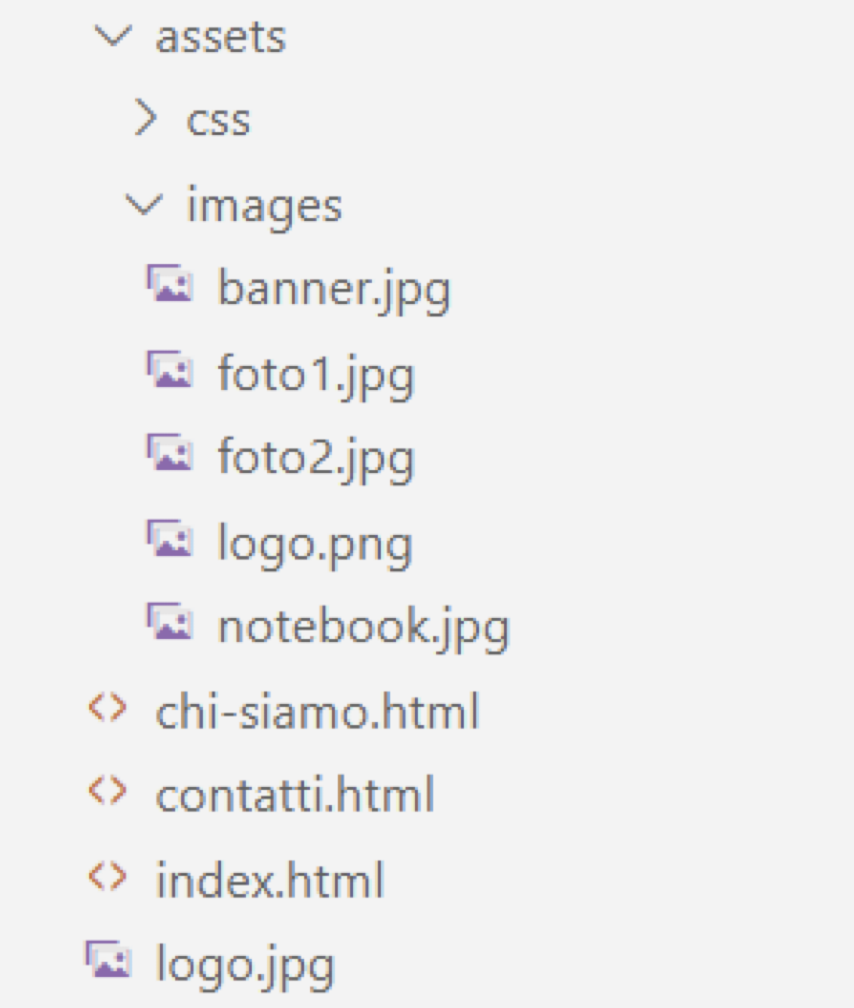 assets
css
images
banner.jpg
foto1.jpg
foto2.jpg
logo.png
notebook.jpg
chi-siamo.html
contatti.html
index.html
logo.jpg